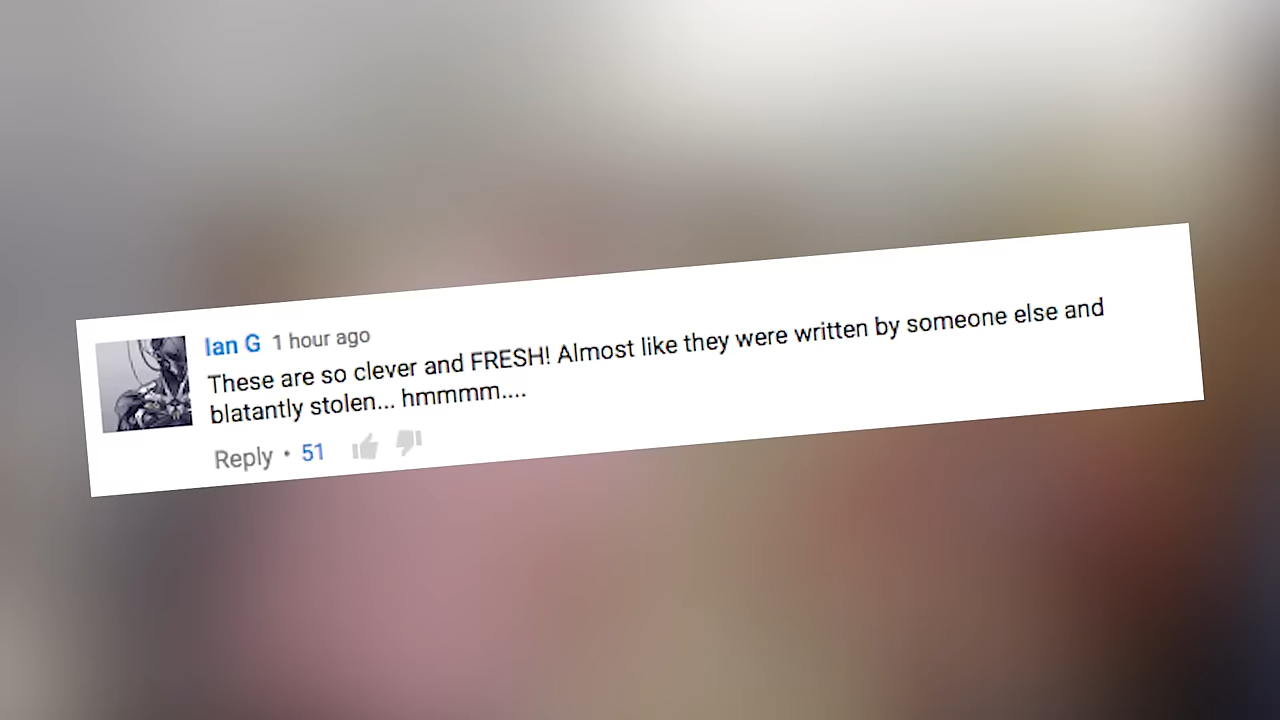 Ian G 1 hour ago
These are so clever and FRESH! Almost like they were written by someone else and
blatantly stolen... hmmmm....
Reply • 51